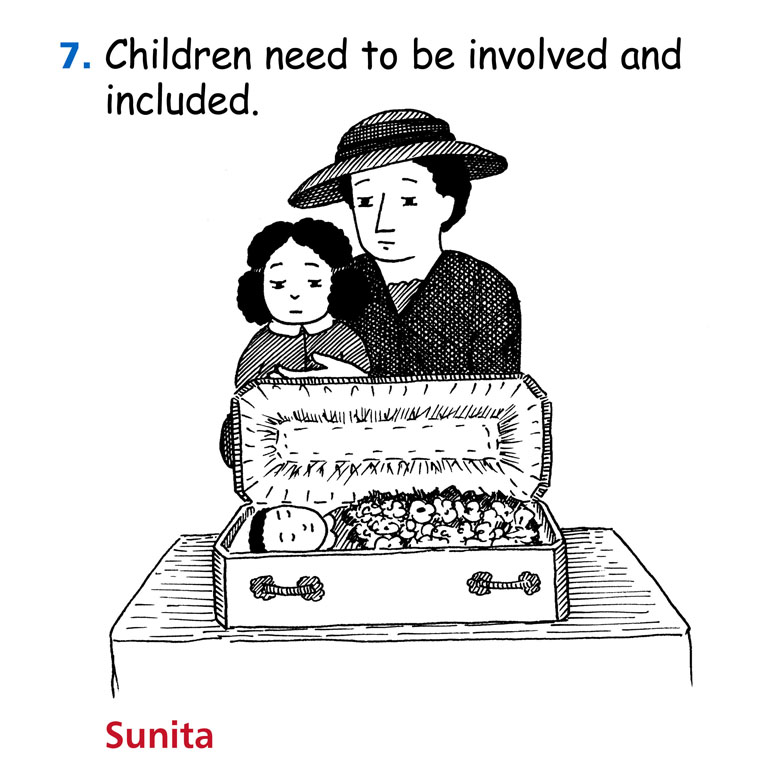 7. Children need to be involved and
included.
Sunita